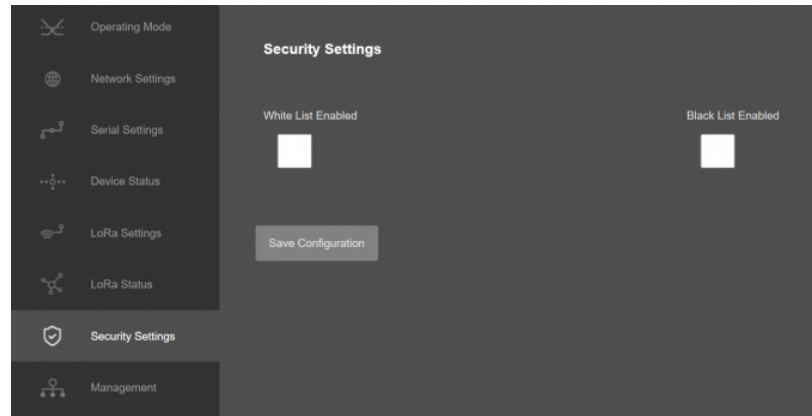 Operating Mode
Network Settings
Serial Settings
Device Status
LoRa Settings
LoRa Status
Security Settings
Management
Security Settings
White List Enabled
Black List Enabled
Save Configuration